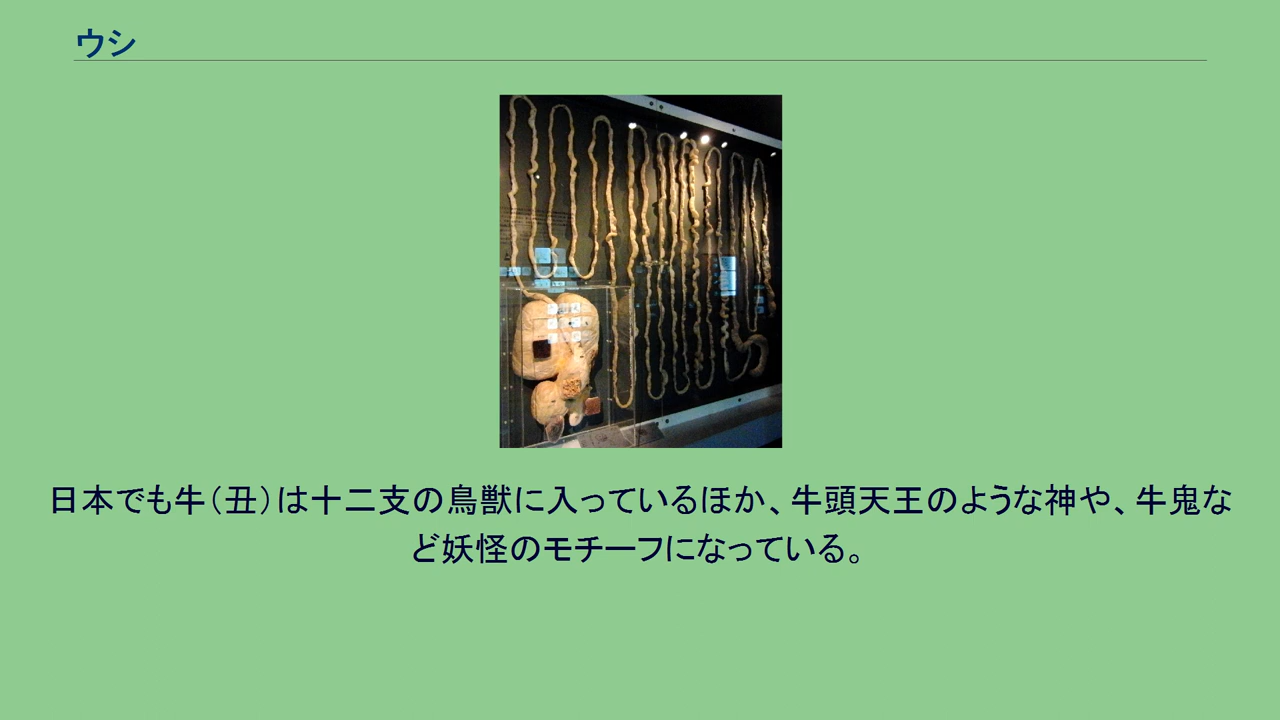 ウシ
日本でも牛（丑）は十二支の鳥獣に入っているほか、牛頭天王のような神や、牛鬼な
ど妖怪のモチーフになっている。